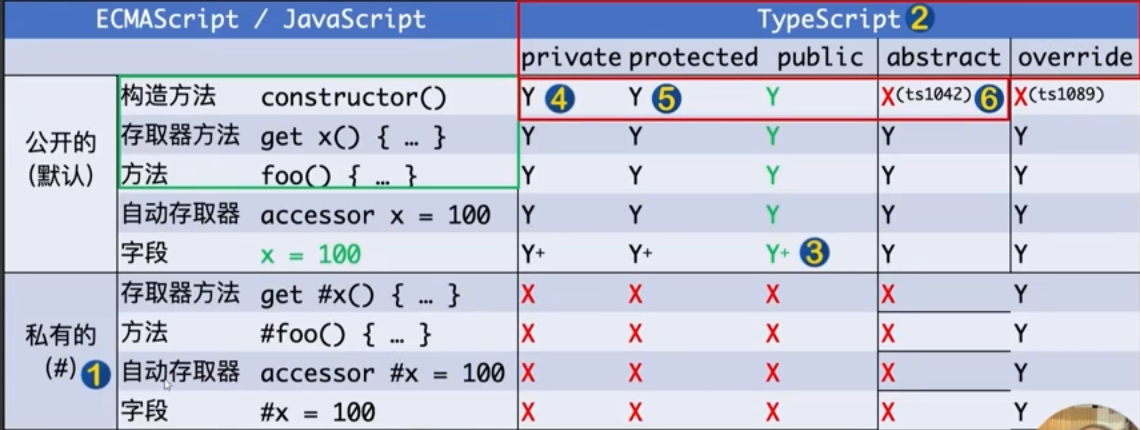 ECMAScript / JavaScript TypeScript 2
private protected public abstract override
公开的 (默认)
构造方法 constructor() Y 4 Y 5 Y X(ts1042) 6 X(ts1089)
存取器方法 get x() { … } Y Y Y Y Y
方法 foo() { … } Y Y Y Y Y
自动存取器 accessor x = 100 Y Y Y Y Y
字段 x = 100 Y+ Y+ Y+ 3 Y Y
私有的 (#) 1
存取器方法 get #x() { … } X X X X Y
方法 #foo() { … } X X X X Y
自动存取器 accessor #x = 100 X X X X Y
字段 #x = 100 X X X X Y